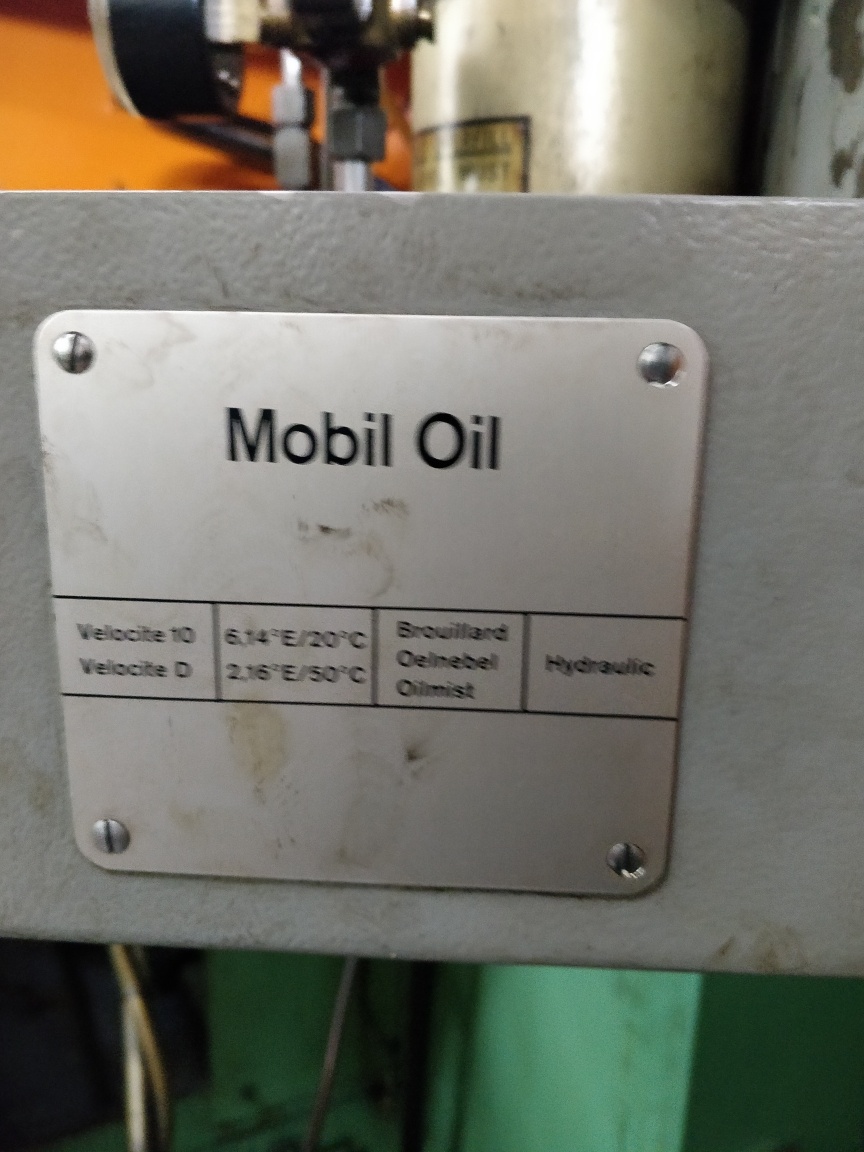 Mobil Oil
Velocite 10
Velocite D
6,14°E/20°C
2,16°E/50°C
Brouillard
Oelnebel
Oilmist
Hydraulic